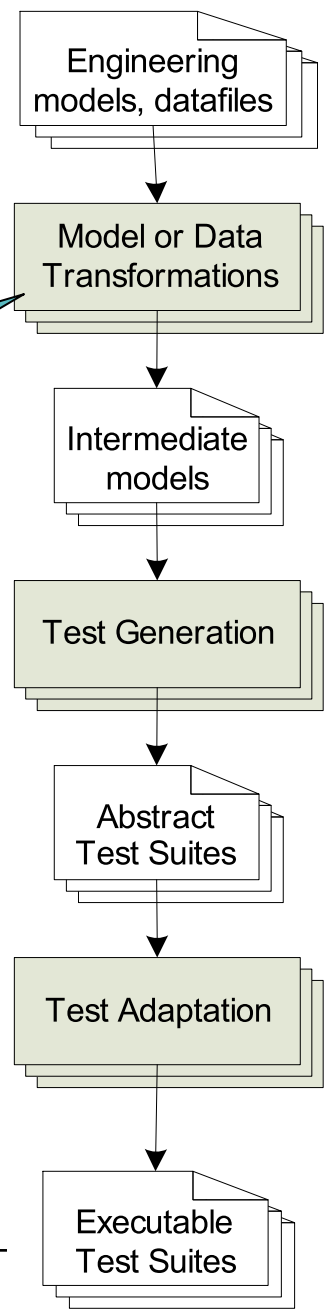 Engineering
models, datafiles
Model or Data
Transformations
Intermediate
models
Test Generation
Abstract
Test Suites
Test Adaptation
Executable
Test Suites